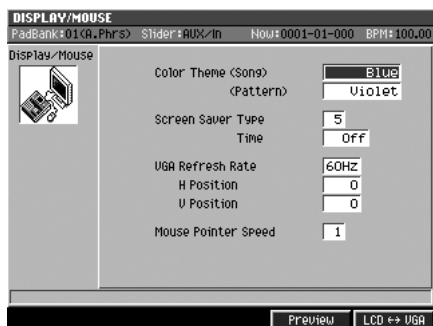 DISPLAY/MOUSE
PadBank:01(A.Phrs) Slider:AUX/In Now:0001-01-000 BPM:100.00
Display/Mouse
Color Theme (Song) Blue
(Pattern) Violet
Screen Saver Type 5
Time Off
VGA Refresh Rate 60Hz
H Position 0
V Position 0
Mouse Pointer Speed 1
Preview LCD ↔ VGA